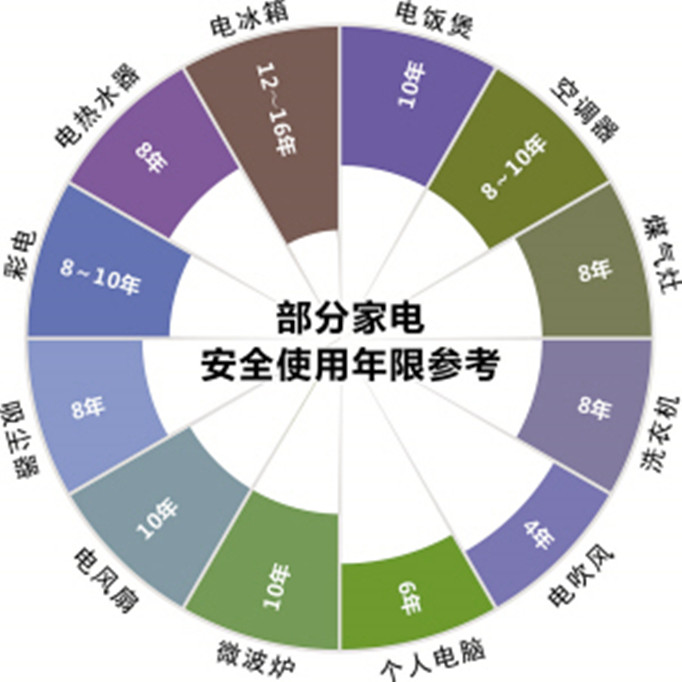 部分家电
安全使用年限参考
电饭煲
10年
空调器
8~10年
煤气灶
8年
洗衣机
8年
电吹风
4年
个人电脑
6年
微波炉
10年
电风扇
10年
吸尘器
8年
彩电
8~10年
电热水器
8年
电冰箱
12~16年